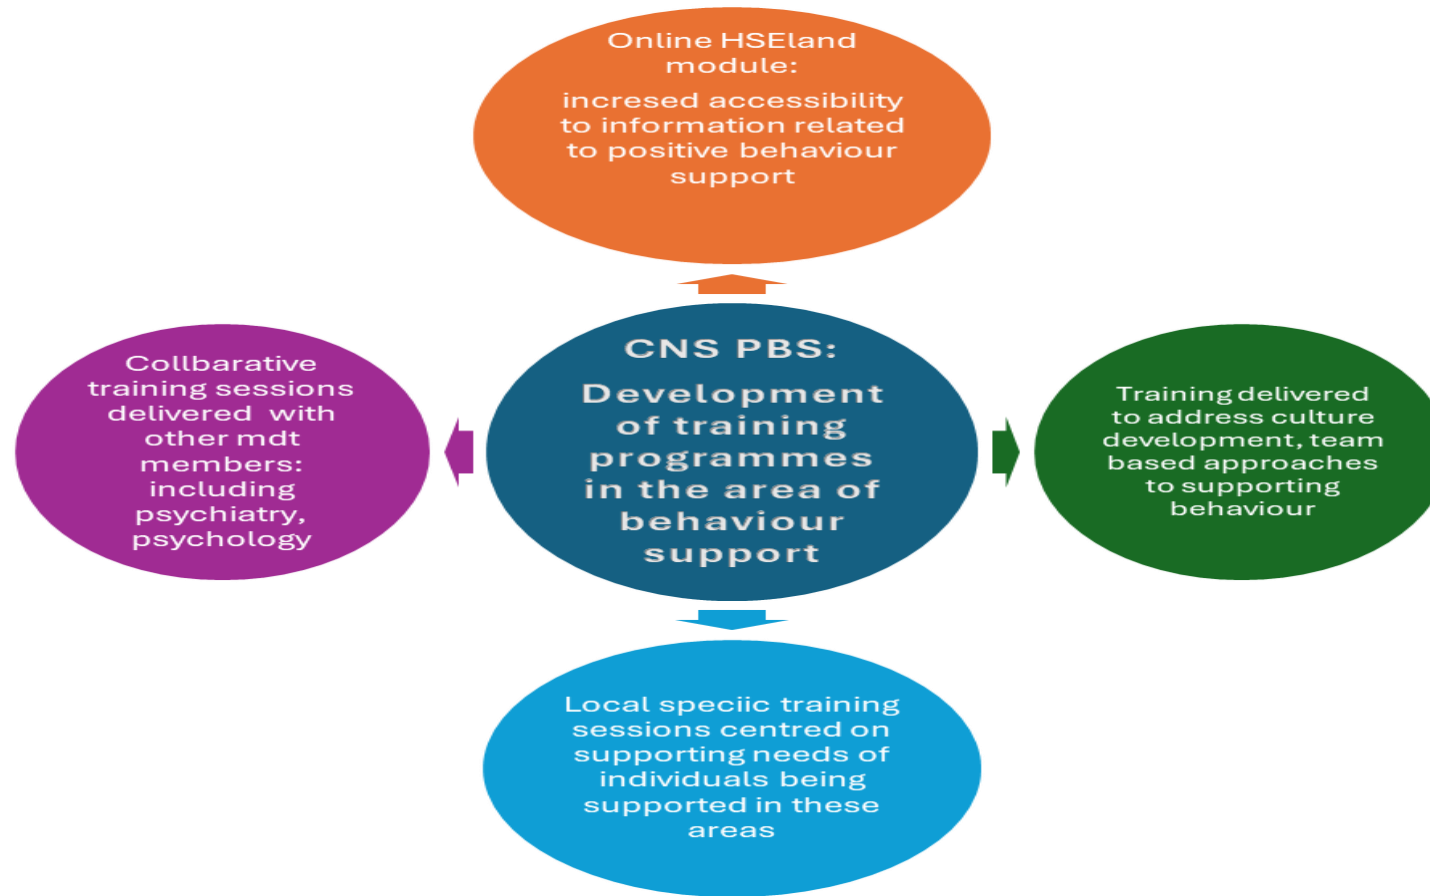 Online HSEland
module:
incresed accessibility
to information related
to positive behaviour
support
Collbarative
training sessions
delivered with
other mdt
members:
including
psychiatry,
psychology
CNS PBS:
Development
of training
programmes
in the area of
behaviour
support
Training delivered
to address culture
development, team
based approaches
to supporting
behaviour
Local speciic training
sessions centred on
supporting needs of
individuals being
supported in these
areas